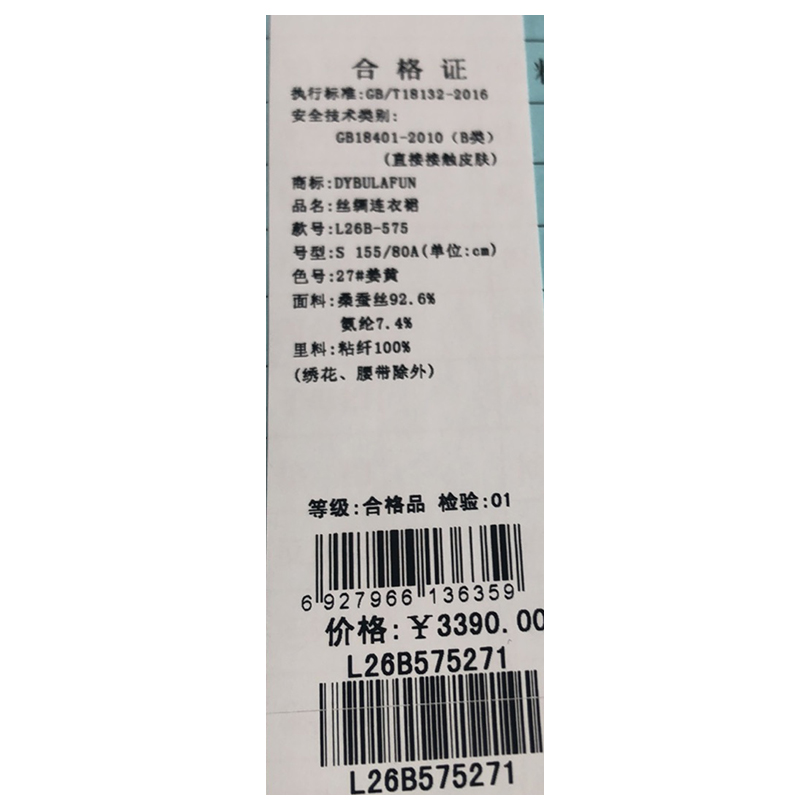 合格证
执行标准:GB/T18132-2016
安全技术类别:
GB18401-2010（B类）
(直接接触皮肤)
商标:DYBULAFUN
品名:丝绸连衣裙
款号:L26B-575
号型:S 155/80A(单位:cm)
色号:27#姜黄
面料:桑蚕丝92.6%
氨纶7.4%
里料:粘纤100%
(绣花、腰带除外)
等级:合格品 检验:01
6 927966 136359
价格:￥3390.00
L26B575271
L26B575271